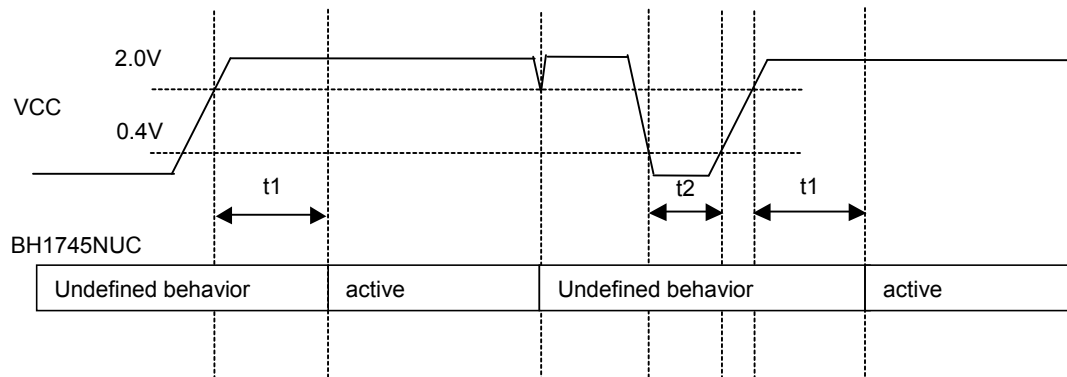 2.0V
VCC
0.4V
t1
t2
t1
BH1745NUC
Undefined behavior
active
Undefined behavior
active